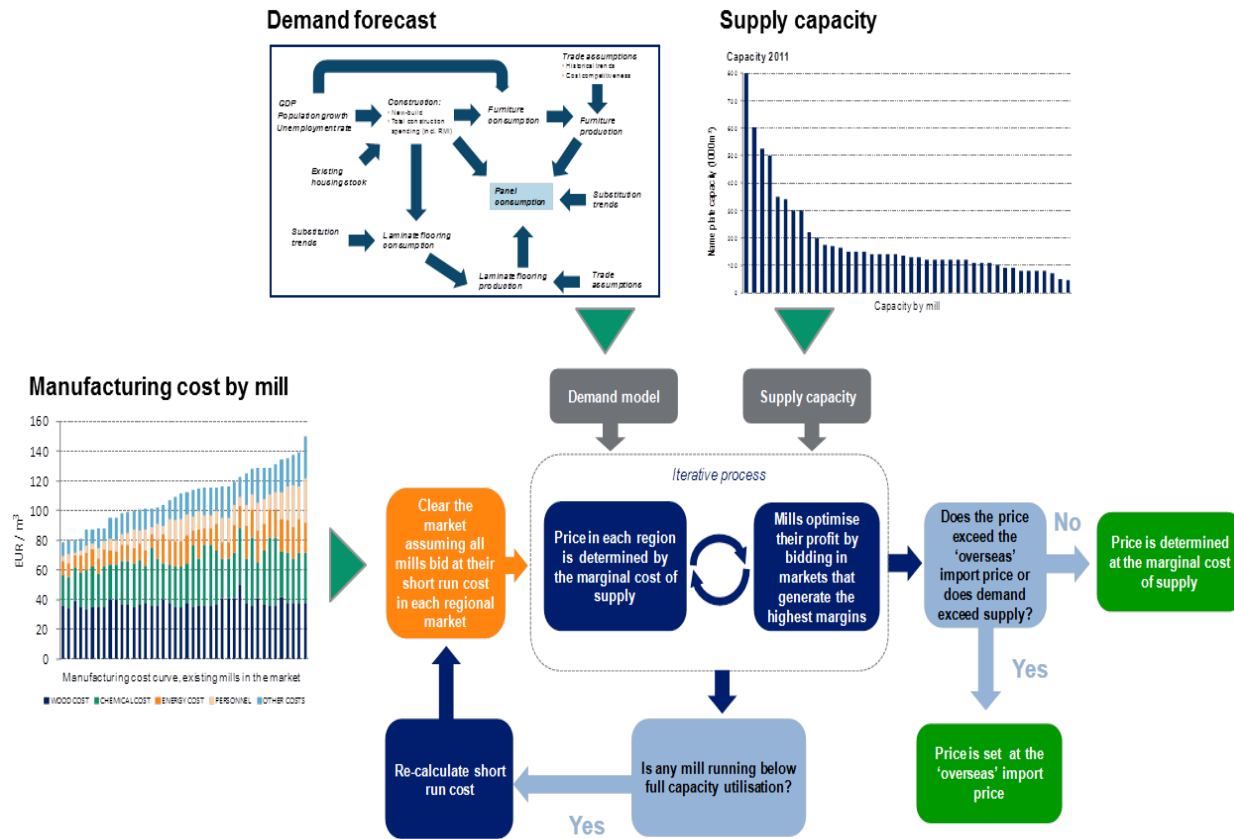 Demand forecast
Supply capacity
Trade assumptions
• Historical trends
• Cost competitiveness
GDP
Population growth
Unemployment rate
Construction:
• New-build
• Total construction
spending (incl. RMI)
Furniture
consumption
Furniture
production
Existing
housing stock
Panel
consumption
Substitution
trends
Substitution
trends
Laminate flooring
consumption
Laminate flooring
production
Trade
assumptions
Capacity 2011
Name plate capacity (1000m³)
800
700
600
500
400
300
200
100
0
Capacity by mill
Manufacturing cost by mill
EUR / m³
160
140
120
100
80
60
40
20
0
Manufacturing cost curve, existing mills in the market
WOOD COST
CHEMICAL COST
ENERGY COST
PERSONNEL
OTHER COSTS
Demand model
Supply capacity
Iterative process
Clear the
market
assuming all
mills bid at their
short run cost
in each regional
market
Price in each region
is determined by
the marginal cost of
supply
Mills optimise
their profit by
bidding in
markets that
generate the
highest margins
Does the price
exceed the
'overseas'
import price or
does demand
exceed supply?
No
Price is determined
at the marginal cost
of supply
Yes
Price is set at the
'overseas' import
price
Re-calculate short
run cost
Yes
Is any mill running below
full capacity utilisation?